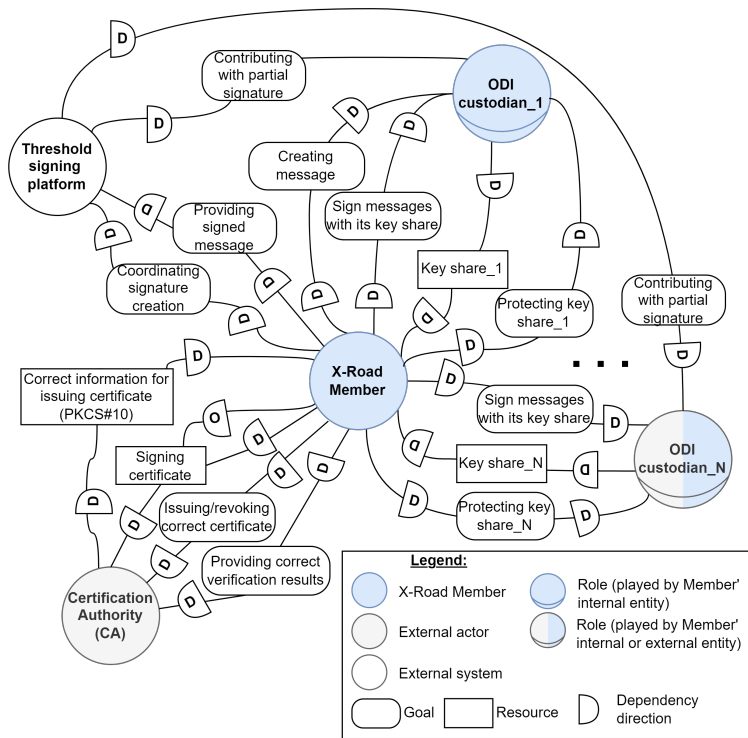 D
Contributing
with partial
signature
ODI
custodian_1
D
D
D
Threshold
signing
platform
Creating
message
D
D
Sign messages
with its key share
Providing
signed
message
D
D
Key share_1
Coordinating
signature
creation
D
D
D
D
D
Protecting key
share_1
Contributing
with partial
signature
D
D
D
X-Road
Member
. . .
D
Correct information for
issuing certificate
(PKCS#10)
Sign messages
with its key share
D
O
D
D
ODI
custodian_N
Signing
certificate
D
D
Key share_N
D
D
D
Issuing/revoking
correct certificate
D
Protecting key
share_N
D
D
Providing correct
verification results
D
D
Certification
Authority
(CA)
Legend:
X-Road Member
Role (played by Member'
internal entity)
External actor
Role (played by Member'
internal or external entity)
External system
Goal
Resource
Dependency
direction